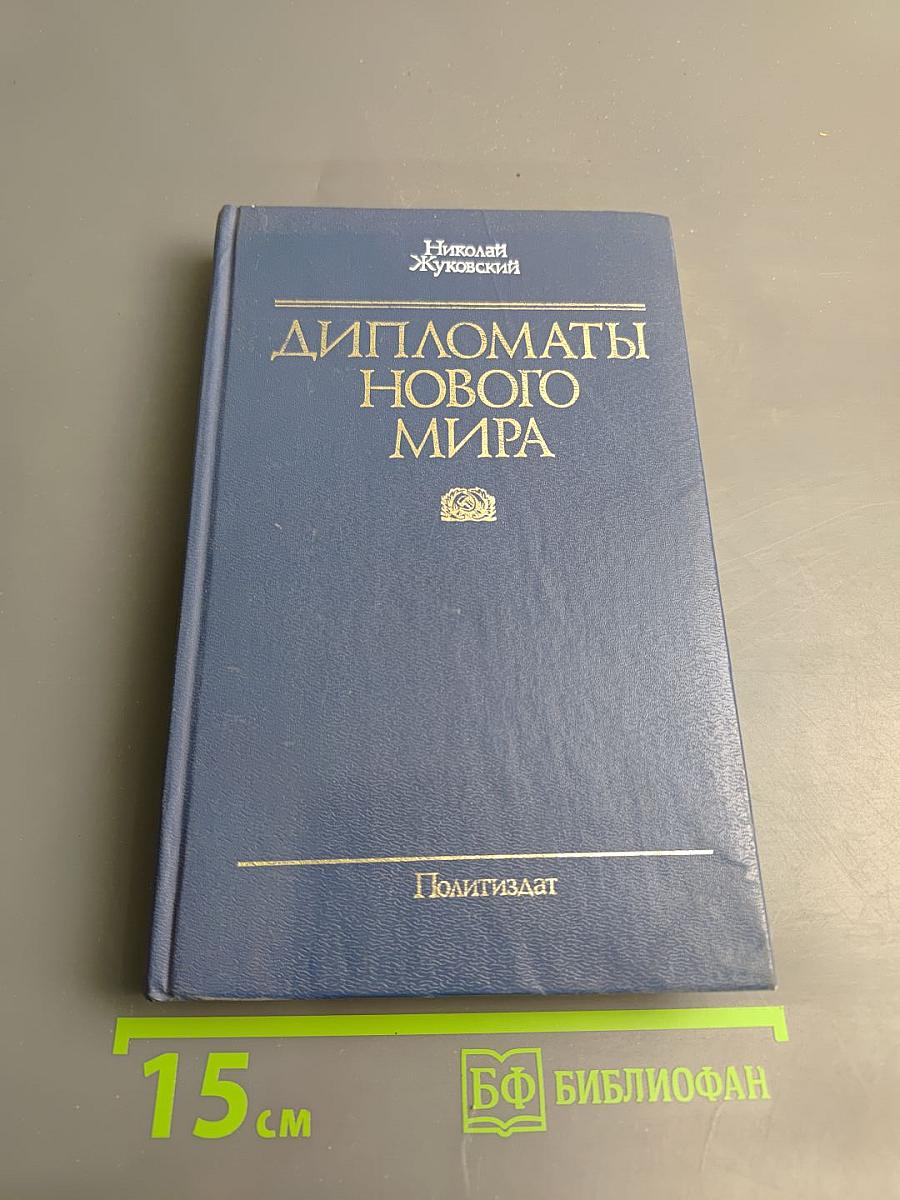 Николай
Жуковский
ДИПЛОМАТЫ
НОВОГО
МИРА
Политиздат
15 см
БФ БИБЛИОФАН